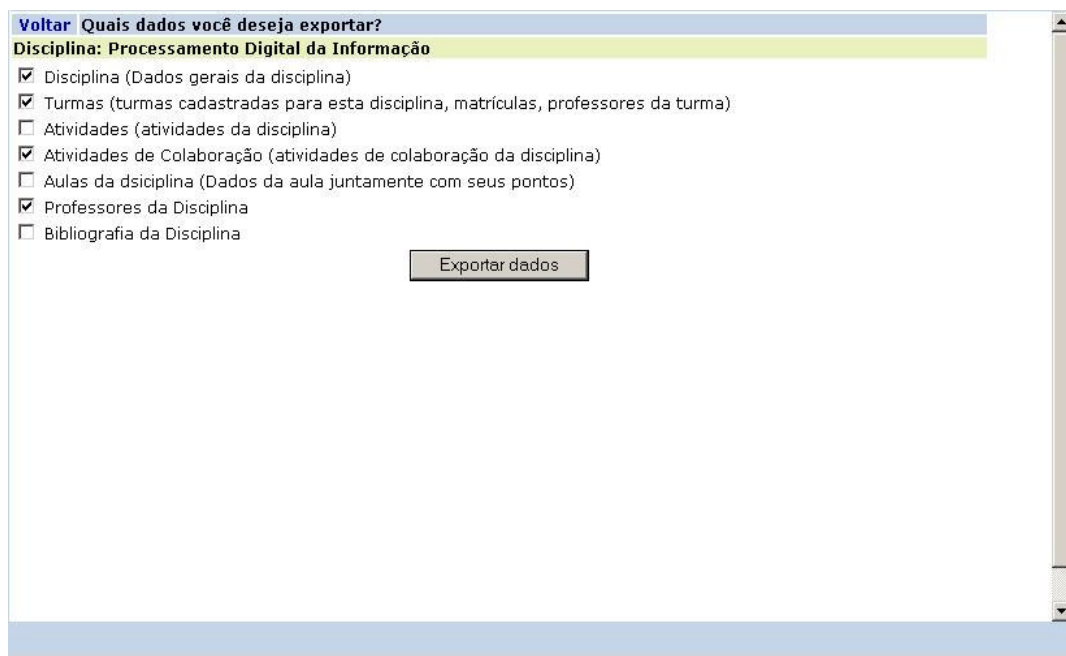 Voltar Quais dados você deseja exportar?
Disciplina: Processamento Digital da Informação
Disciplina (Dados gerais da disciplina)
Turmas (turmas cadastradas para esta disciplina, matrículas, professores da turma)
Atividades (atividades da disciplina)
Atividades de Colaboração (atividades de colaboração da disciplina)
Aulas da dsiciplina (Dados da aula juntamente com seus pontos)
Professores da Disciplina
Bibliografia da Disciplina
Exportar dados